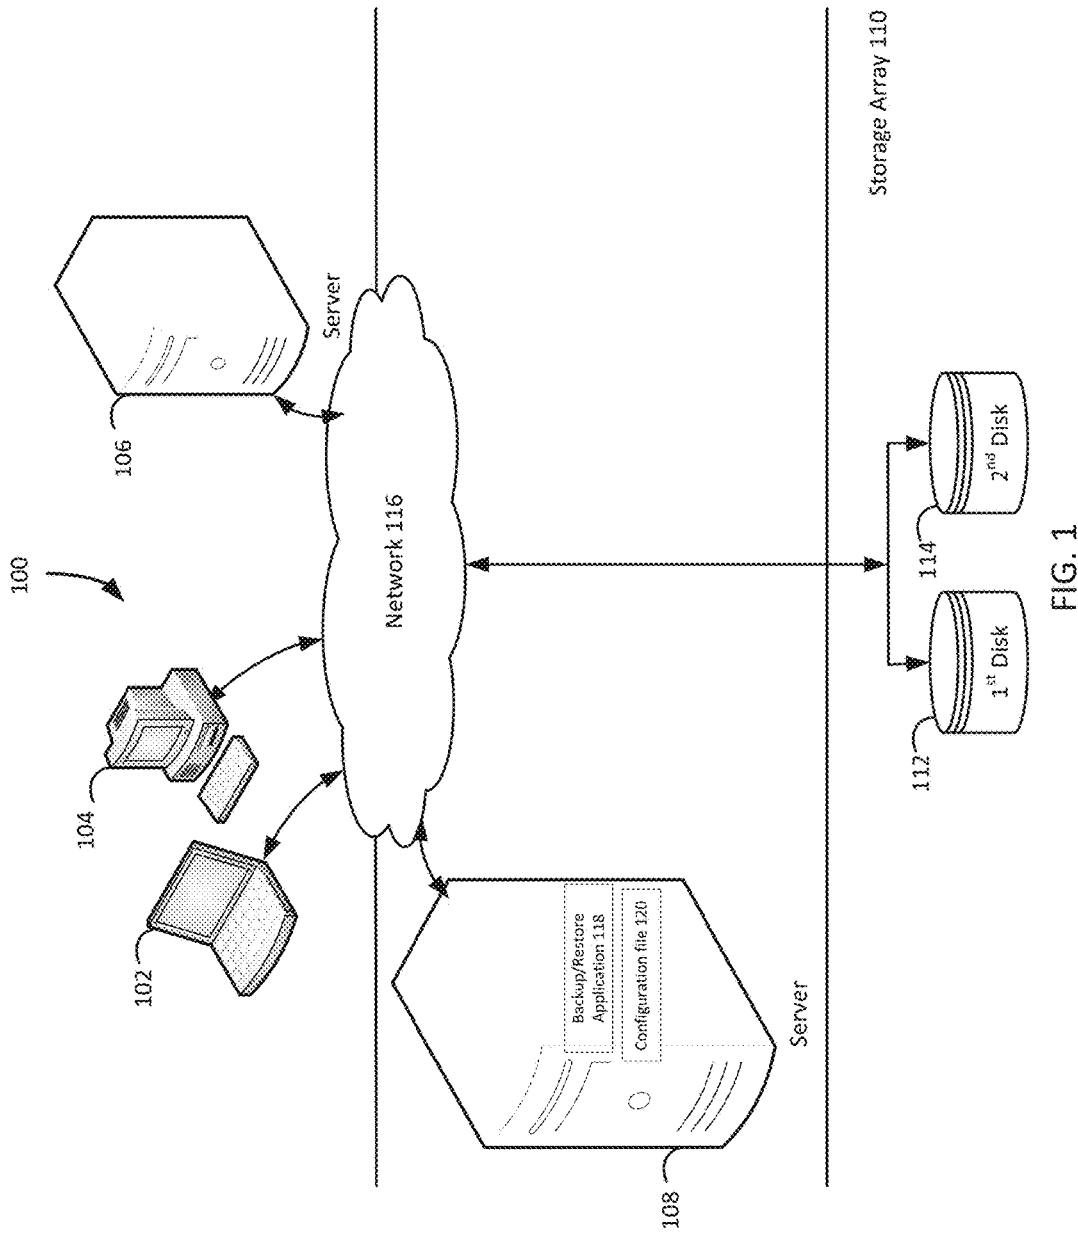 100
102
104
106
Server
Network 116
108
Backup/Restore
Application 118
Configuration file 120
Server
Storage Array 110
112
1st Disk
114
2nd Disk
FIG. 1